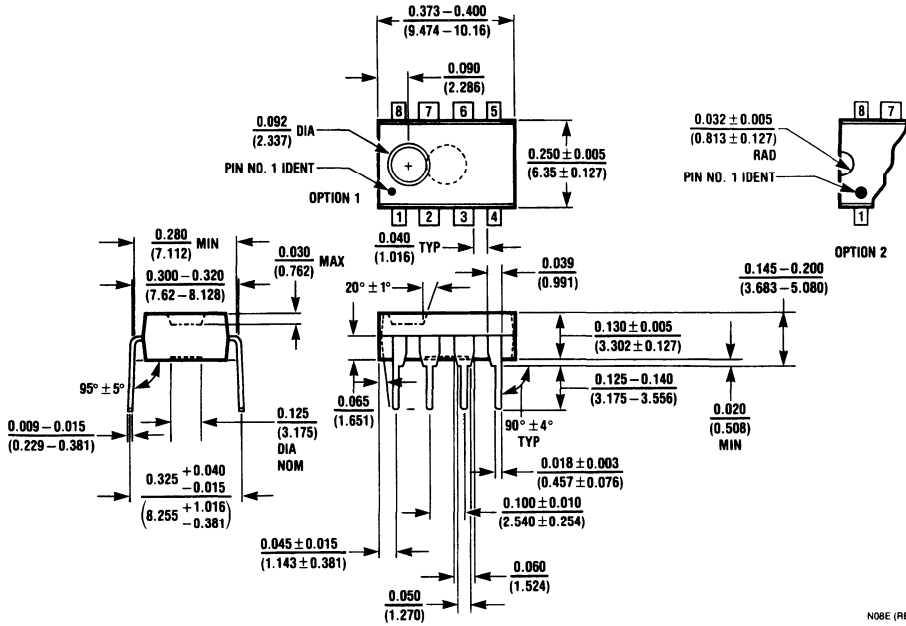 0.373 – 0.400
(9.474 – 10.16)
0.090
(2.286)
8 7 6 5
0.092 DIA
(2.337)
PIN NO. 1 IDENT
OPTION 1
1 2 3 4
0.250 ± 0.005
(6.35 ± 0.127)
0.032 ± 0.005
(0.813 ± 0.127)
RAD
PIN NO. 1 IDENT
8 7
1
OPTION 2
0.280 MIN
(7.112)
0.300 – 0.320
(7.62 – 8.128)
0.030 MAX
(0.762)
0.040 TYP
(1.016)
0.039
(0.991)
20° ± 1°
0.145 – 0.200
(3.683 – 5.080)
0.130 ± 0.005
(3.302 ± 0.127)
0.125 – 0.140
(3.175 – 3.556)
0.020
(0.508)
MIN
95° ± 5°
0.065
(1.651)
90° ± 4°
TYP
0.009 – 0.015
(0.229 – 0.381)
0.125
(3.175)
DIA
NOM
0.018 ± 0.003
(0.457 ± 0.076)
0.325 +0.040
-0.015
(8.255 +1.016
-0.381)
0.100 ± 0.010
(2.540 ± 0.254)
0.045 ± 0.015
(1.143 ± 0.381)
0.060
(1.524)
0.050
(1.270)
N08E